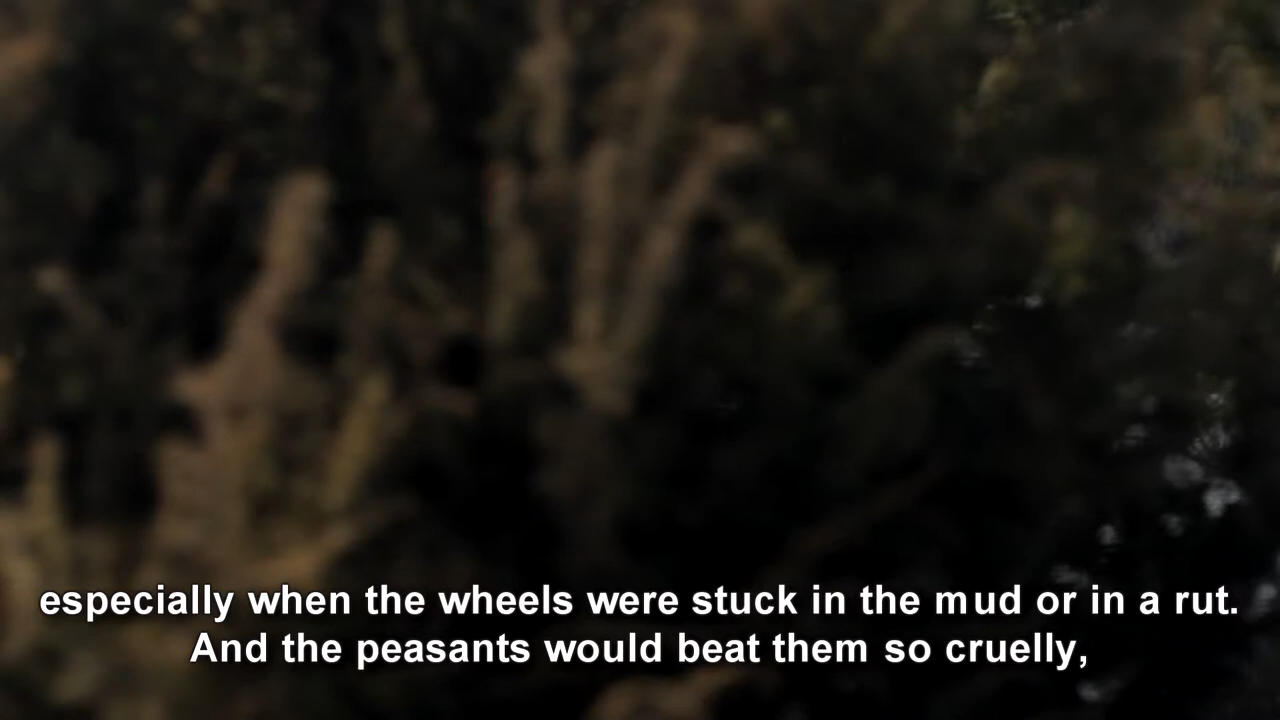 especially when the wheels were stuck in the mud or in a rut.
And the peasants would beat them so cruelly,